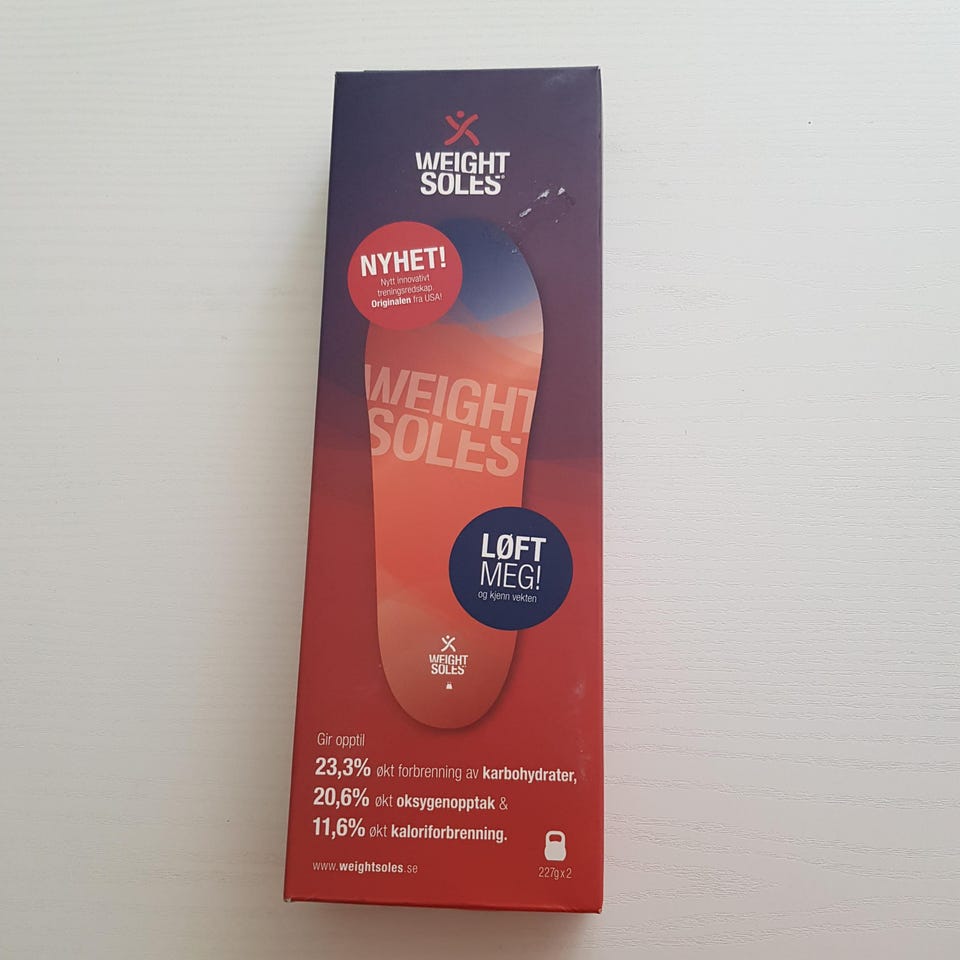 WEIGHT
SOLES®
NYHET!
Nytt innovativt
treningsredskap.
Originalen fra USA!
WEIGHT
SOLES
LØFT
MEG!
og kjenn vekten
WEIGHT
SOLES
Gir opptil
23,3% økt forbrenning av karbohydrater,
20,6% økt oksygenopptak &
11,6% økt kaloriforbrenning.
www.weightsoles.se
227g x 2